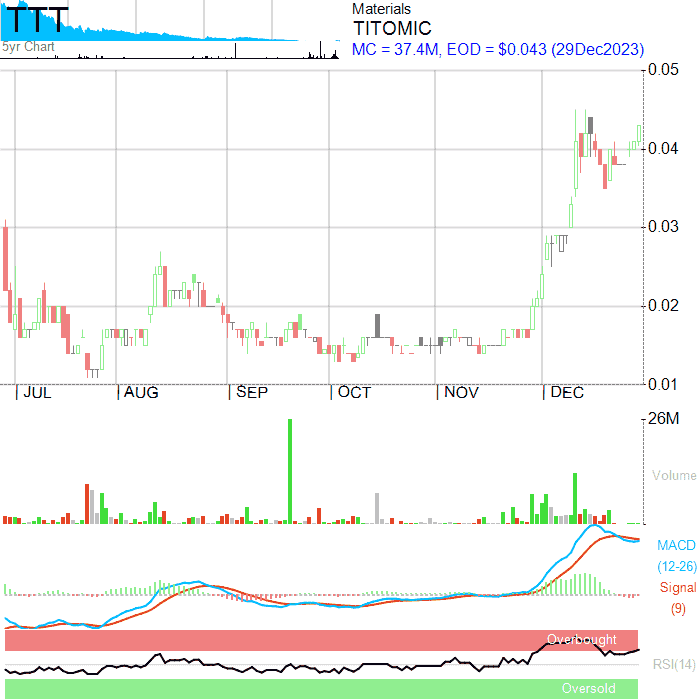 TTT
5yr Chart
Materials
TITOMIC
MC = 37.4M, EOD = $0.043 (29Dec2023)
0.05
0.04
0.03
0.02
0.01
JUL AUG SEP OCT NOV DEC
26M
Volume
MACD
(12-26)
Signal
(9)
Overbought
RSI(14)
Oversold